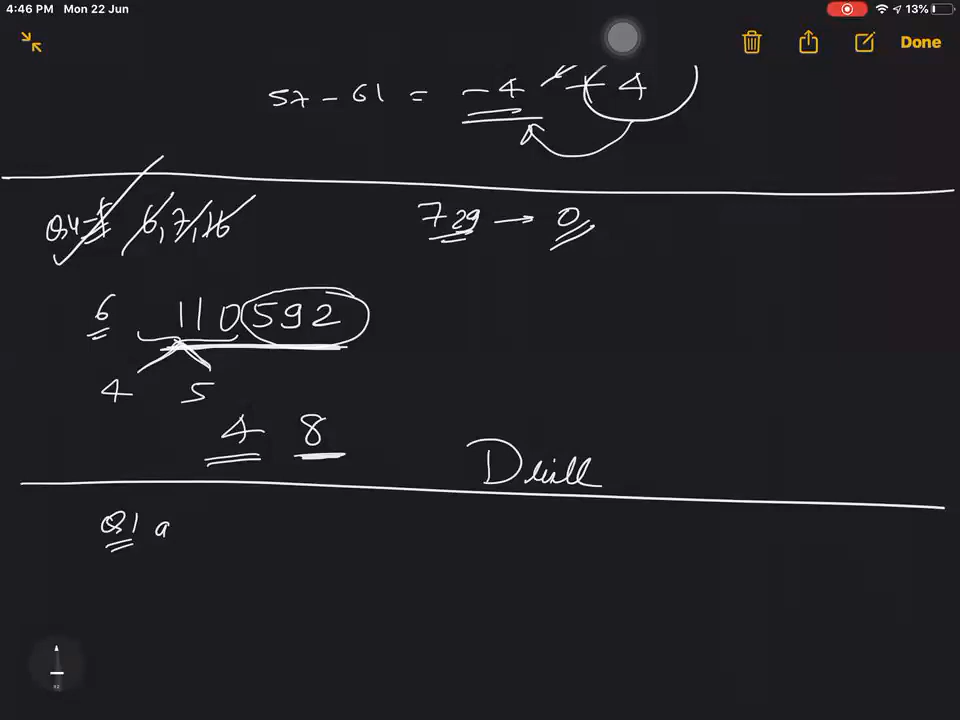 4:46 PM Mon 22 Jun 13%
Done
57 - 61 = -4 + 4
6, 7, 16 729 → 0
6 110592
4 5
4 8
Drill
Q1 a